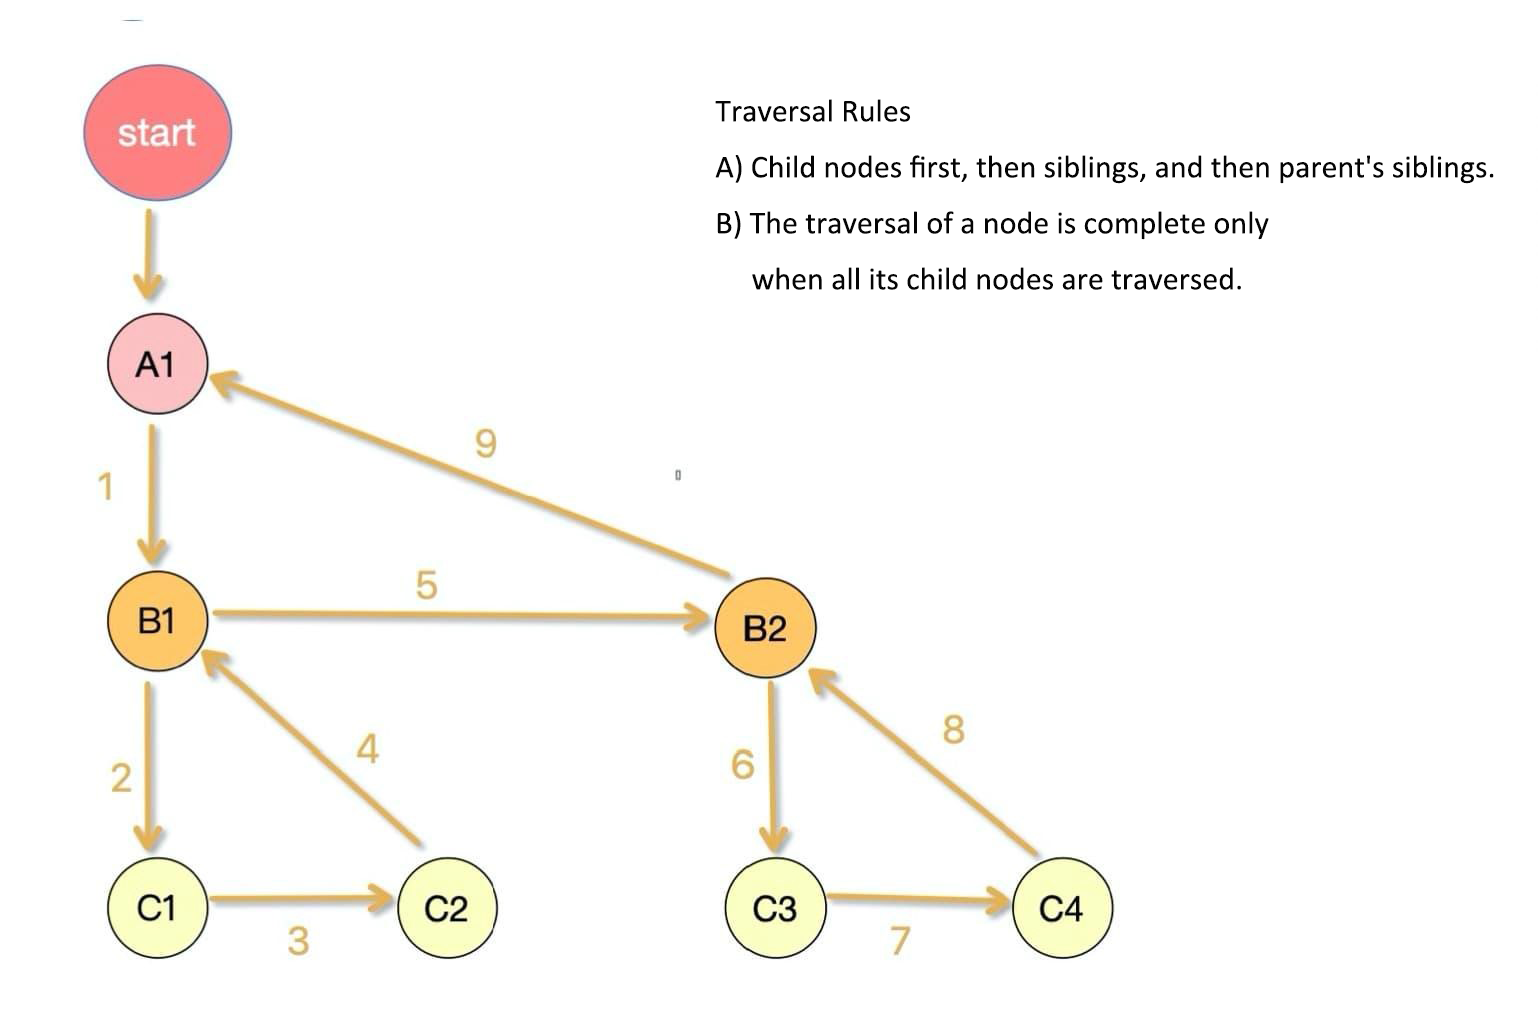 start
Traversal Rules
A) Child nodes first, then siblings, and then parent's siblings.
B) The traversal of a node is complete only
when all its child nodes are traversed.
A1
9
1
5
B1
B2
4
8
2
6
C1
C2
C3
C4
3
7